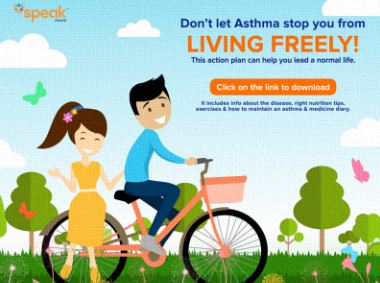 speak
Don't let Asthma stop you from
LIVING FREELY!
This action plan can help you lead a normal life.
Click on the link to download
It includes info about the disease, right nutrition tips,
exercises & how to maintain an asthma & medicine diary.